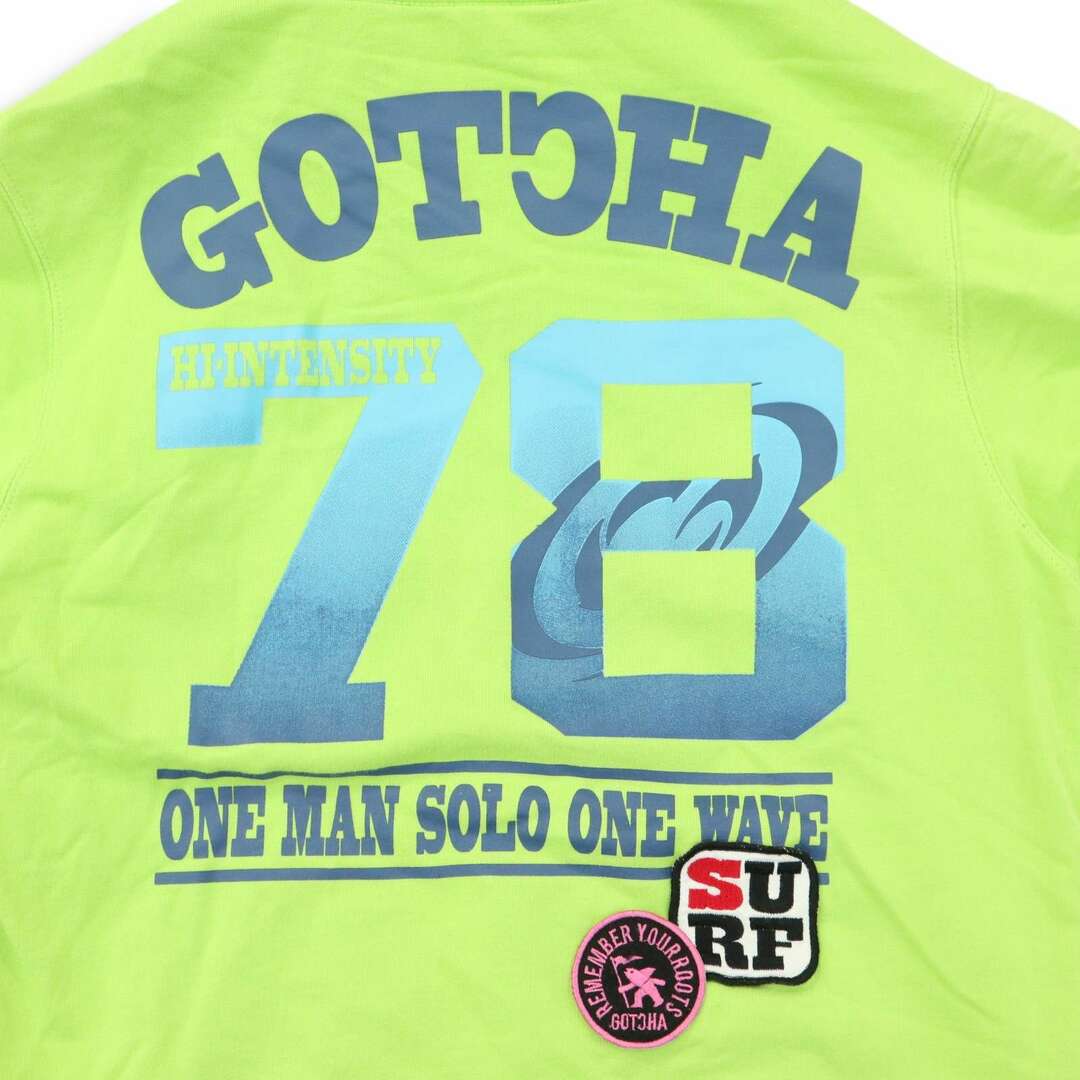 GOTCHA
HI-INTENSITY
78
ONE MAN SOLO ONE WAVE
SU
RF
REMEMBER YOUR ROOTS
GOTCHA